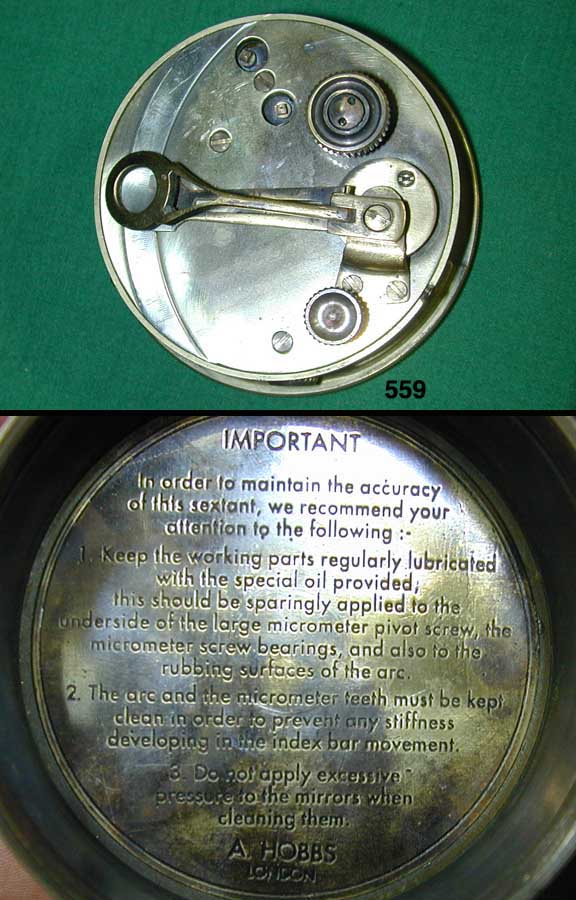 559
IMPORTANT
In order to maintain the accuracy
of this sextant, we recommend your
attention to the following :-
1. Keep the working parts regularly lubricated
with the special oil provided;
this should be sparingly applied to the
underside of the large micrometer pivot screw, the
micrometer screw bearings, and also to the
rubbing surfaces of the arc.
2. The arc and the micrometer teeth must be kept
clean in order to prevent any stiffness
developing in the index bar movement.
3. Do not apply excessive
pressure to the mirrors when
cleaning them.
A. HOBBS
LONDON